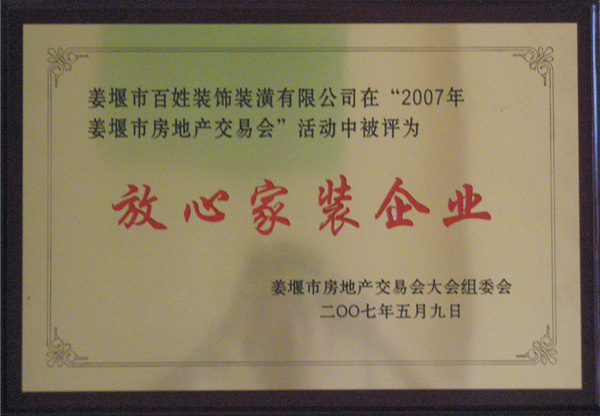 姜堰市百姓装饰装潢有限公司在“2007年
姜堰市房地产交易会”活动中被评为
放心家装企业
姜堰市房地产交易会大会组委会
二OO七年五月九日